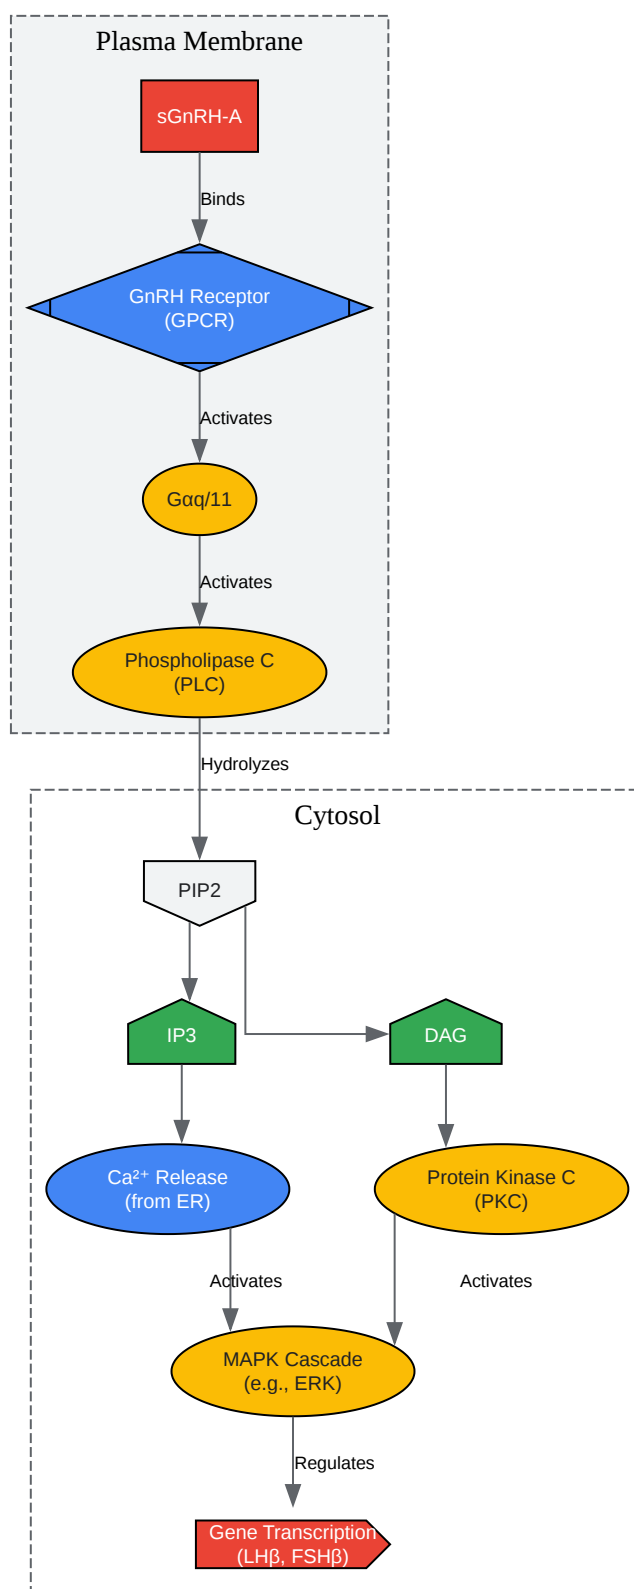 Plasma Membrane
sGnRH-A
Binds
GnRH Receptor
(GPCR)
Activates
Gαq/11
Activates
Phospholipase C
(PLC)
Hydrolyzes
Cytosol
PIP2
IP3
DAG
Ca²⁺ Release
(from ER)
Protein Kinase C
(PKC)
Activates
Activates
MAPK Cascade
(e.g., ERK)
Regulates
Gene Transcription
(LHβ, FSHβ)